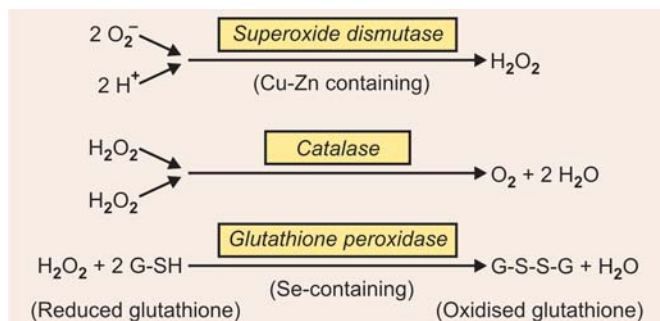 2 O₂⁻
Superoxide dismutase
H₂O₂
2 H⁺
(Cu-Zn containing)
H₂O₂
Catalase
O₂ + 2 H₂O
H₂O₂
Glutathione peroxidase
H₂O₂ + 2 G-SH
G-S-S-G + H₂O
(Reduced glutathione)
(Se-containing)
(Oxidised glutathione)